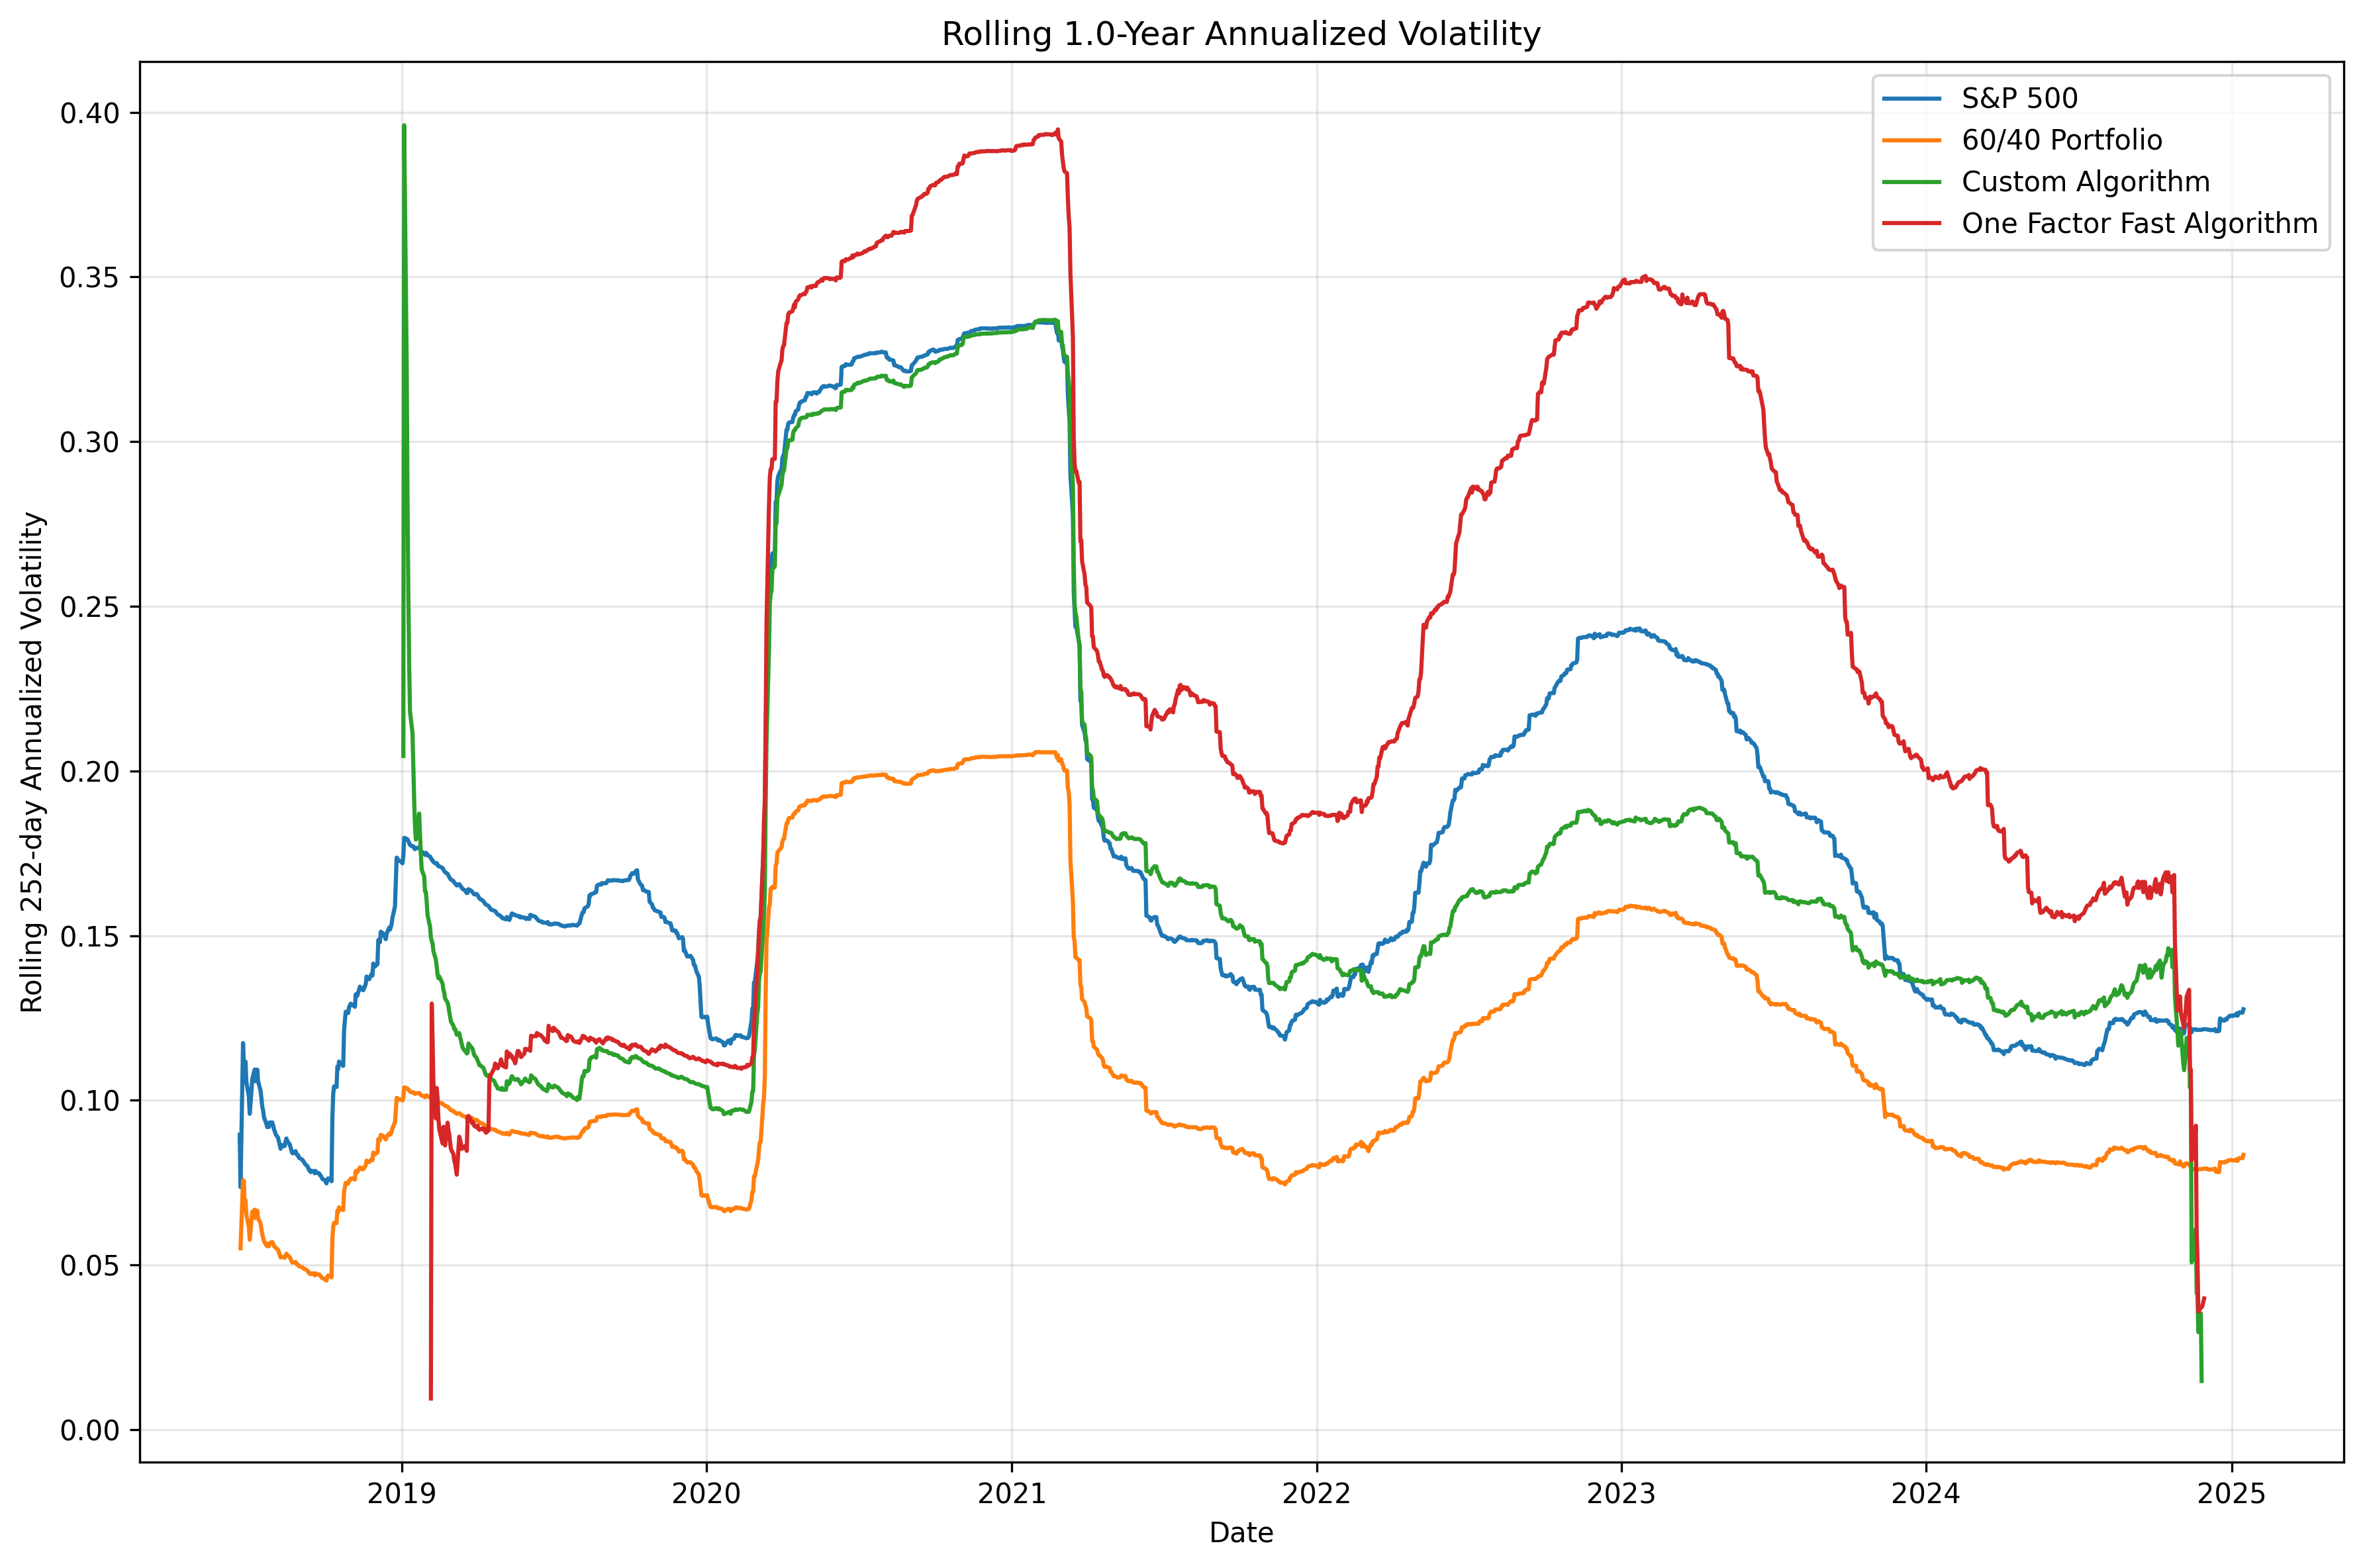 Rolling 1.0-Year Annualized Volatility
S&P 500
60/40 Portfolio
Custom Algorithm
One Factor Fast Algorithm
Rolling 252-day Annualized Volatility
0.40
0.35
0.30
0.25
0.20
0.15
0.10
0.05
0.00
2019
2020
2021
2022
2023
2024
2025
Date